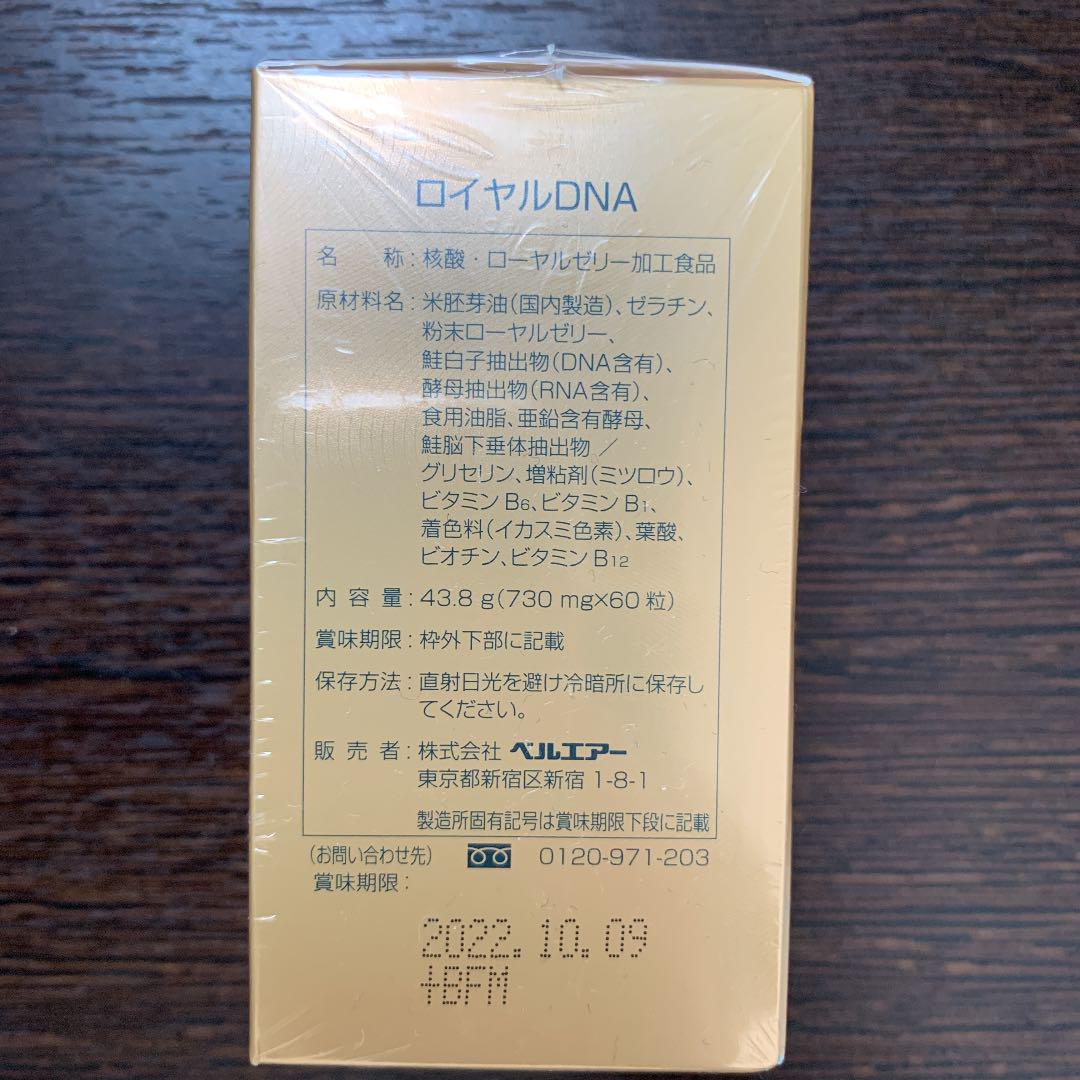 ロイヤルDNA
名 称:核酸・ローヤルゼリー加工食品
原材料名:米胚芽油(国内製造)、ゼラチン、
粉末ローヤルゼリー、
鮭白子抽出物(DNA含有)、
酵母抽出物(RNA含有)、
食用油脂、亜鉛含有酵母、
鮭脳下垂体抽出物/
グリセリン、増粘剤(ミツロウ)、
ビタミンB6、ビタミンB1、
着色料(イカスミ色素)、葉酸、
ビオチン、ビタミンB12
内容量:43.8 g(730 mg×60粒)
賞味期限:枠外下部に記載
保存方法:直射日光を避け冷暗所に保存し
てください。
販売者:株式会社 ベルエアー
東京都新宿区新宿 1-8-1
製造所固有記号は賞味期限下段に記載
(お問い合わせ先) 0120-971-203
賞味期限:
2022.10.09
+BFM